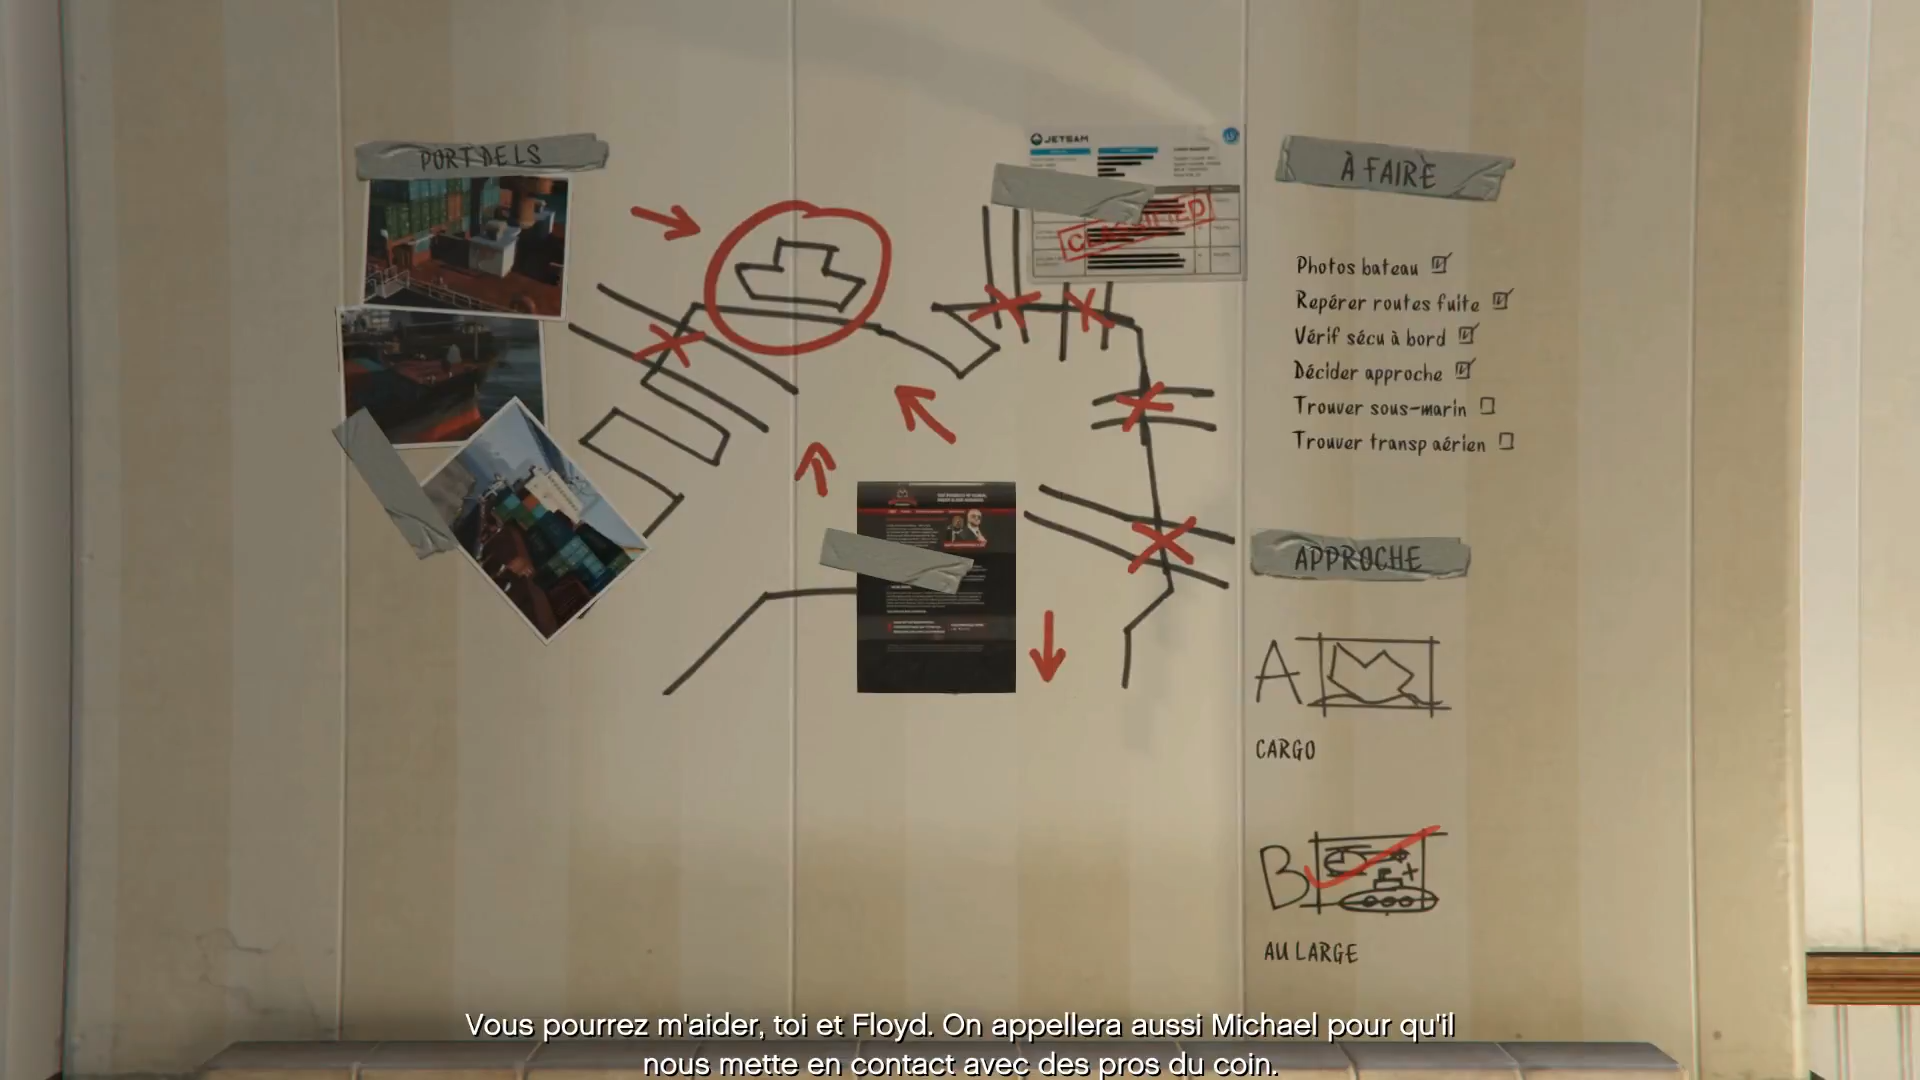 PORT DE LS
JETSAM
CLASSIFIED
À FAIRE
Photos bateau
Repérer routes fuite
Vérif sécu à bord
Décider approche
Trouver sous-marin
Trouver transp aérien
APPROCHE
A
CARGO
B
AU LARGE
Vous pourrez m'aider, toi et Floyd. On appellera aussi Michael pour qu'il
nous mette en contact avec des pros du coin.